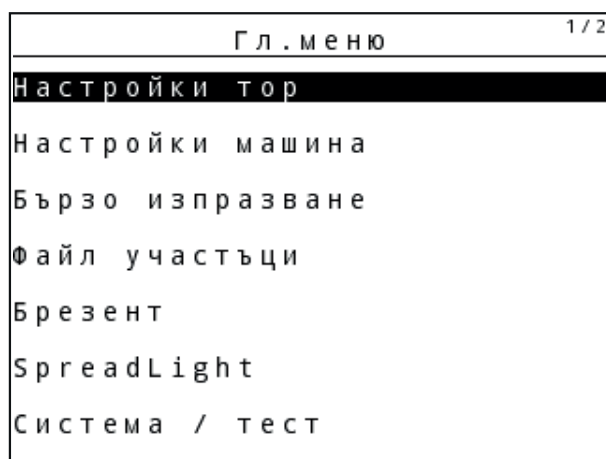 Гл.меню 1/2
Настройки тор
Настройки машина
Бързо изпразване
Файл участъци
Брезент
SpreadLight
Система / тест